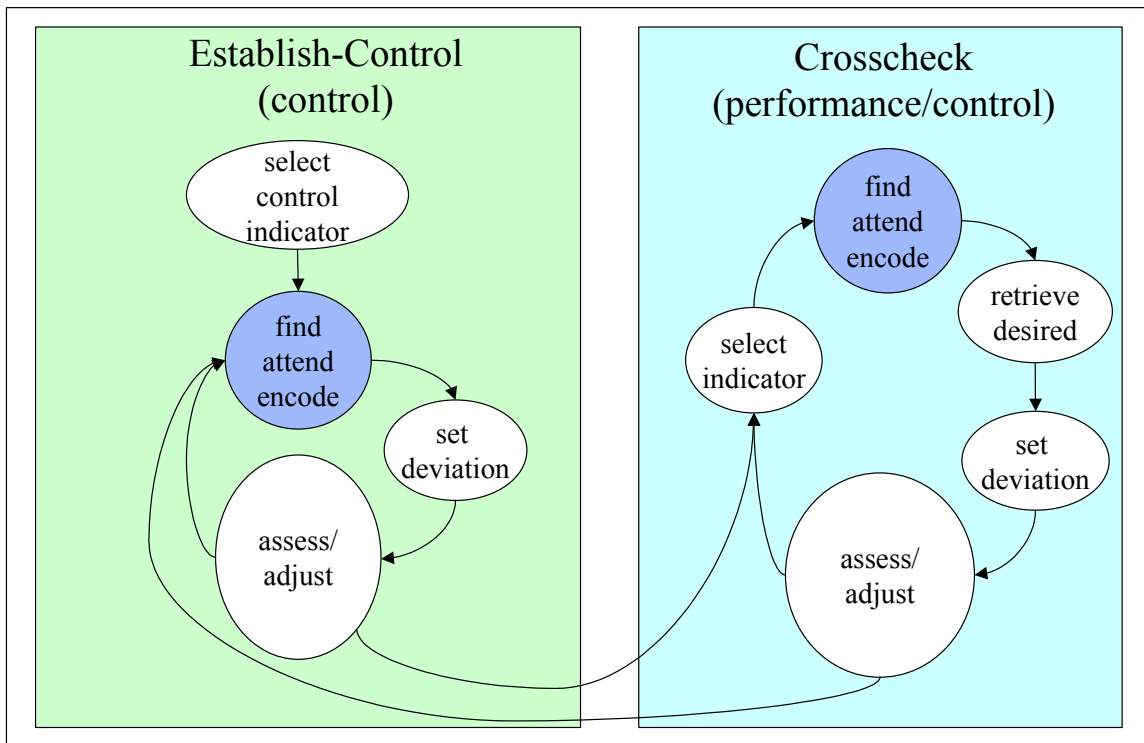 Establish-Control
(control)
select
control
indicator
find
attend
encode
set
deviation
assess/
adjust
Crosscheck
(performance/control)
find
attend
encode
retrieve
desired
select
indicator
set
deviation
assess/
adjust